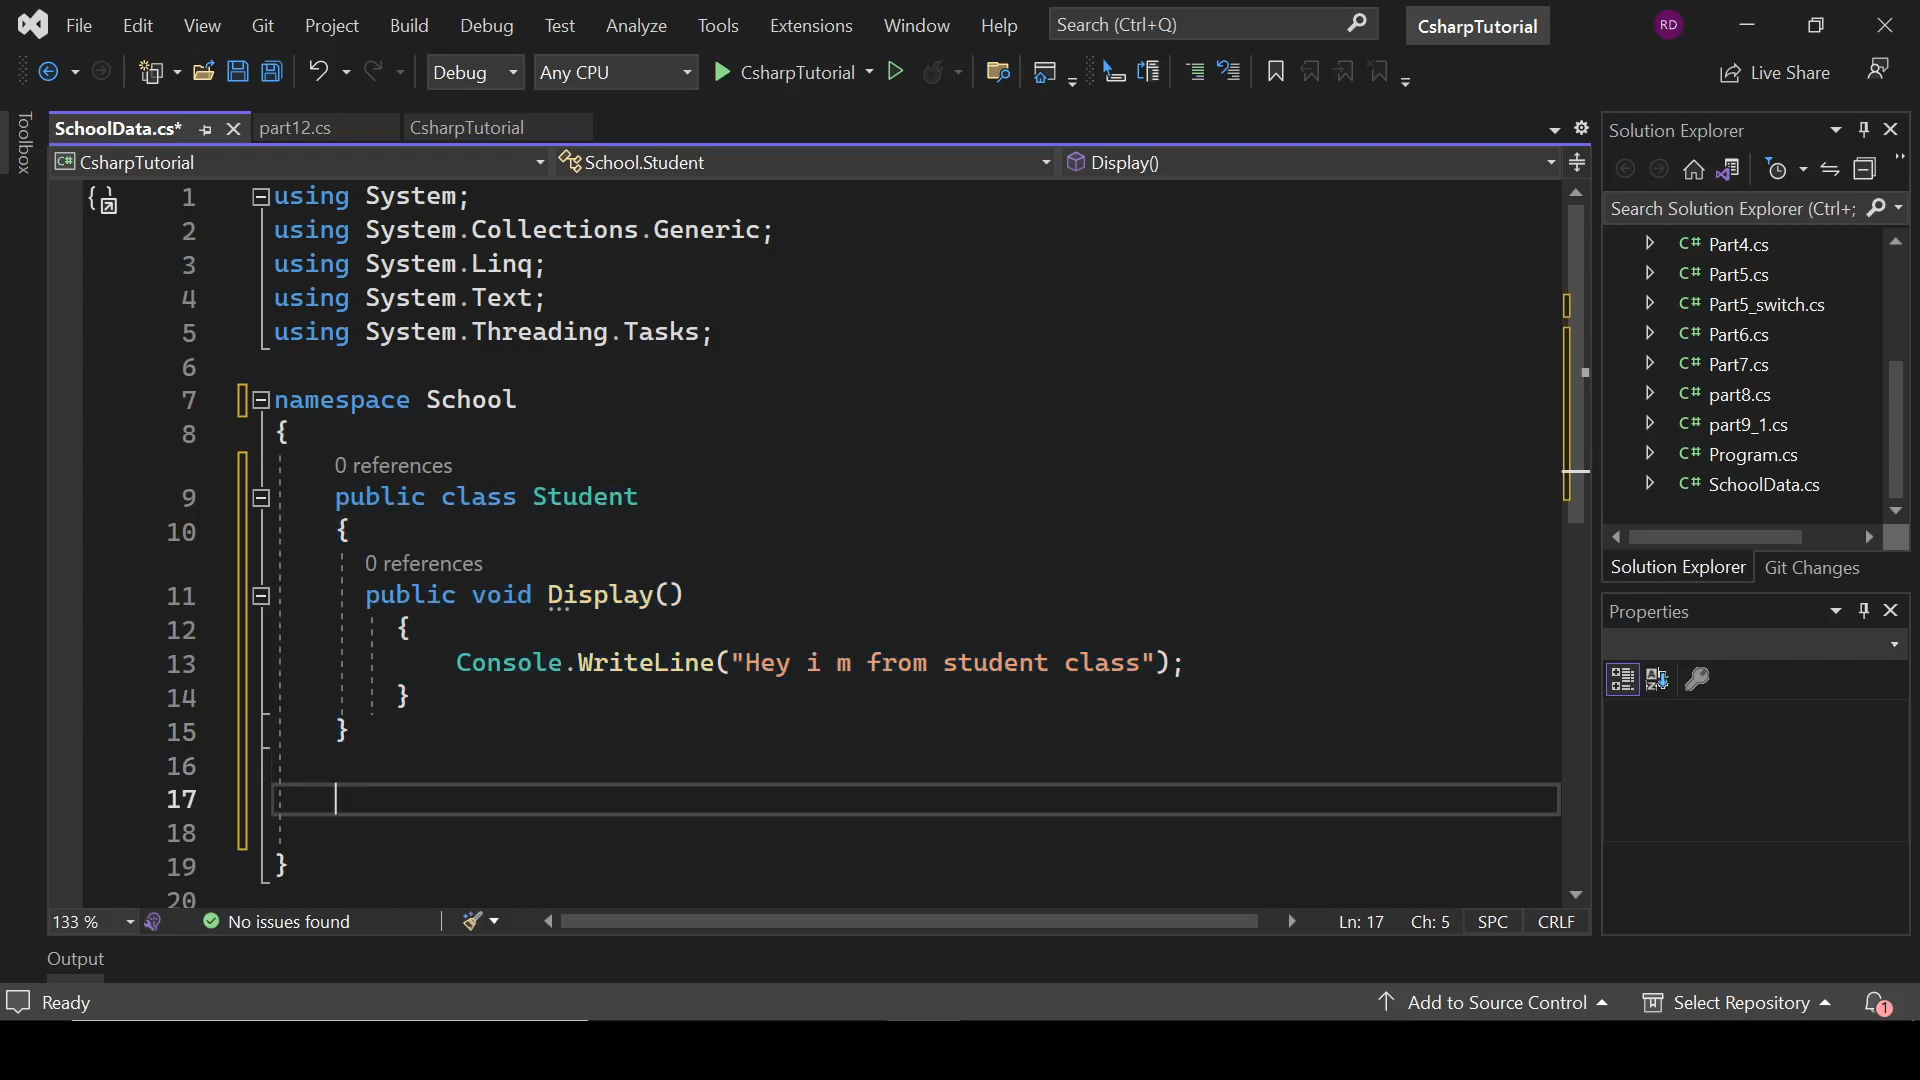 File Edit View Git Project Build Debug Test Analyze Tools Extensions Window Help Search (Ctrl+Q) CsharpTutorial RD
Debug Any CPU CsharpTutorial Live Share
Toolbox
SchoolData.cs* part12.cs CsharpTutorial
C# CsharpTutorial School.Student Display()
1 using System;
2 using System.Collections.Generic;
3 using System.Linq;
4 using System.Text;
5 using System.Threading.Tasks;
6
7 namespace School
8 {
0 references
9 public class Student
10 {
0 references
11 public void Display()
12 {
13 Console.WriteLine("Hey i m from student class");
14 }
15 }
16
17
18
19 }
20
133 % No issues found Ln: 17 Ch: 5 SPC CRLF
Solution Explorer
Search Solution Explorer (Ctrl+;
C# Part4.cs
C# Part5.cs
C# Part5_switch.cs
C# Part6.cs
C# Part7.cs
C# part8.cs
C# part9_1.cs
C# Program.cs
C# SchoolData.cs
Solution Explorer Git Changes
Properties
Output
Ready Add to Source Control Select Repository 1